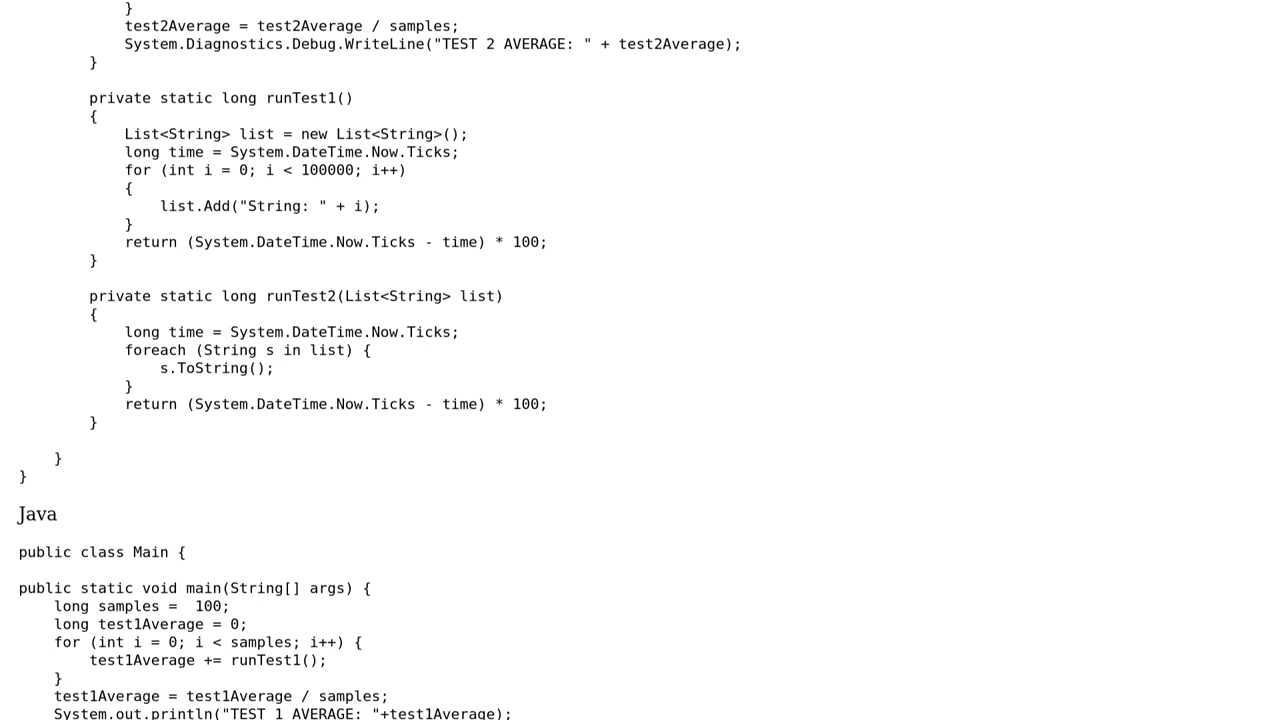 }
            test2Average = test2Average / samples;
            System.Diagnostics.Debug.WriteLine("TEST 2 AVERAGE: " + test2Average);
        }

        private static long runTest1()
        {
            List<String> list = new List<String>();
            long time = System.DateTime.Now.Ticks;
            for (int i = 0; i < 100000; i++)
            {
                list.Add("String: " + i);
            }
            return (System.DateTime.Now.Ticks - time) * 100;
        }

        private static long runTest2(List<String> list)
        {
            long time = System.DateTime.Now.Ticks;
            foreach (String s in list) {
                s.ToString();
            }
            return (System.DateTime.Now.Ticks - time) * 100;
        }

    }
}
Java
public class Main {

public static void main(String[] args) {
    long samples =  100;
    long test1Average = 0;
    for (int i = 0; i < samples; i++) {
        test1Average += runTest1();
    }
    test1Average = test1Average / samples;
    System.out.println("TEST 1 AVERAGE: "+test1Average);